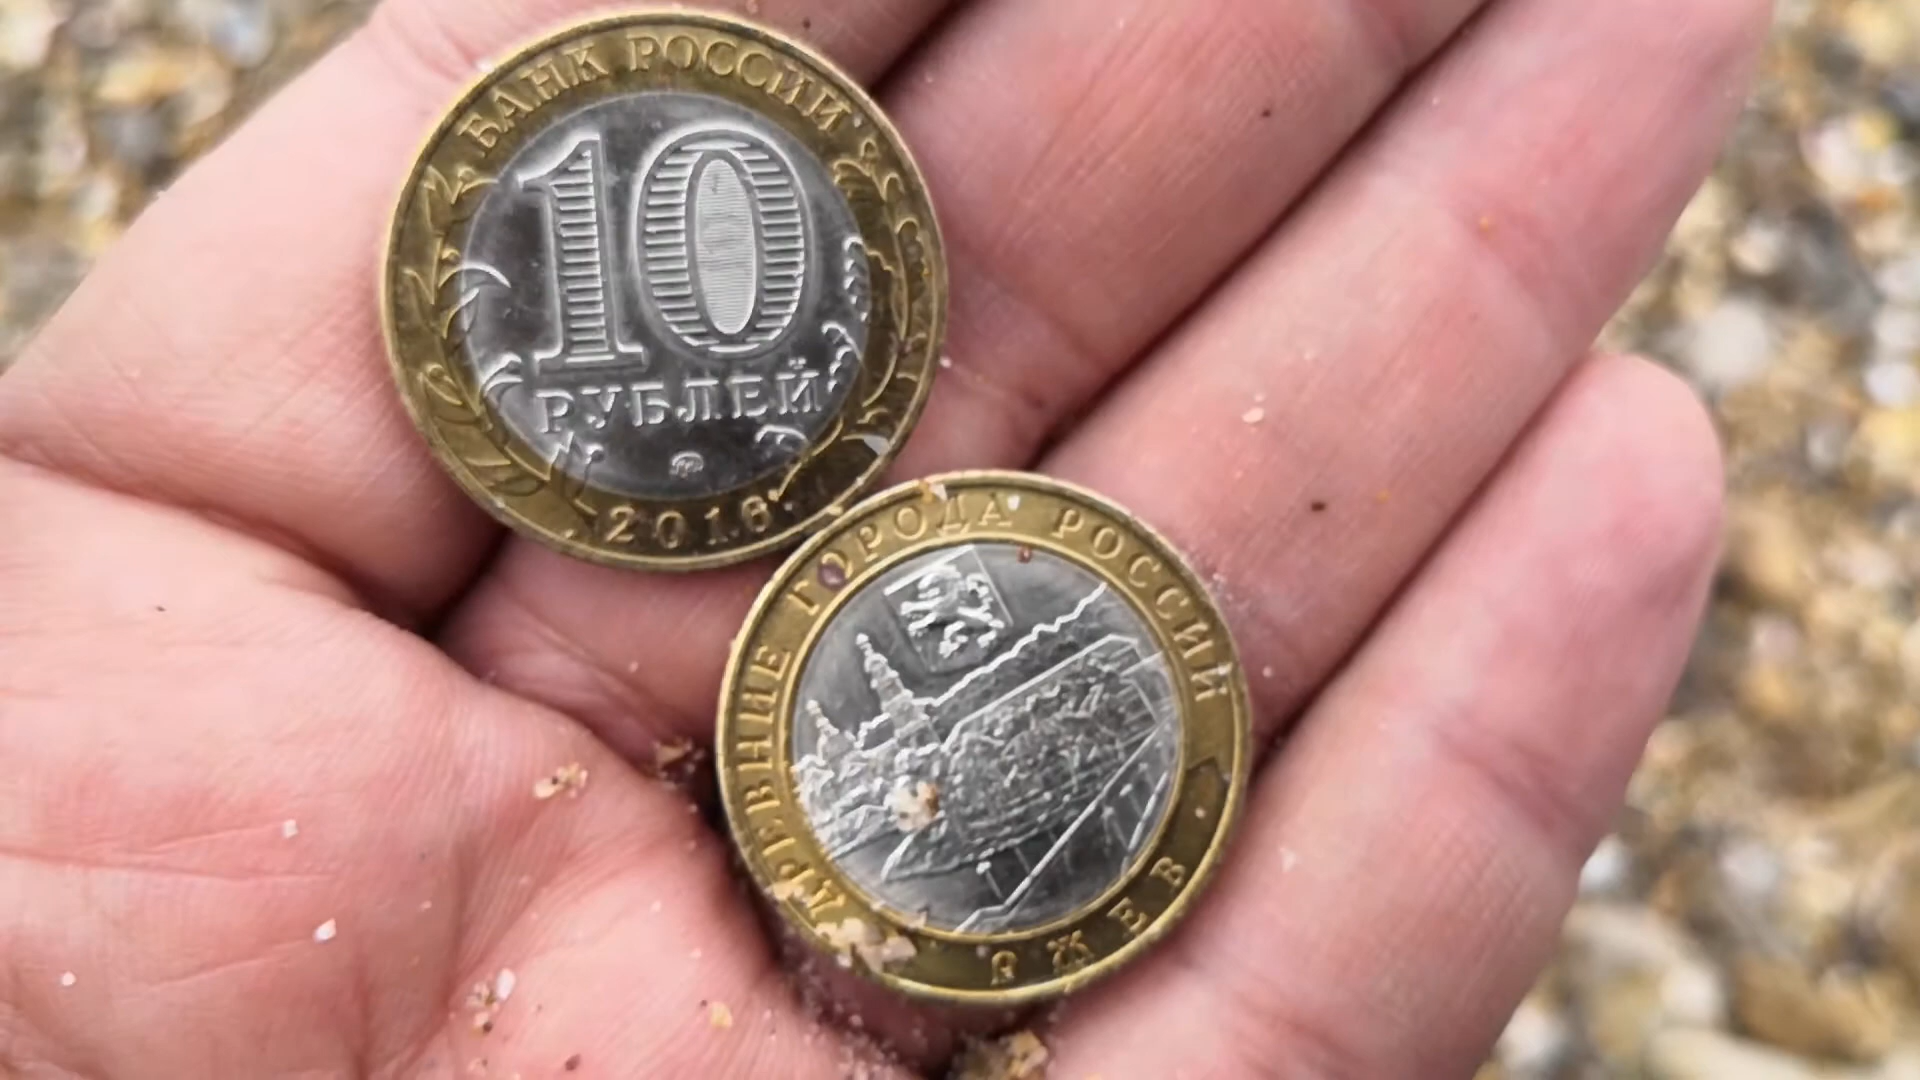 БАНК РОССИИ
10
РУБЛЕЙ
2016
ДРЕВНИЕ ГОРОДА РОССИИ
РЖЕВ